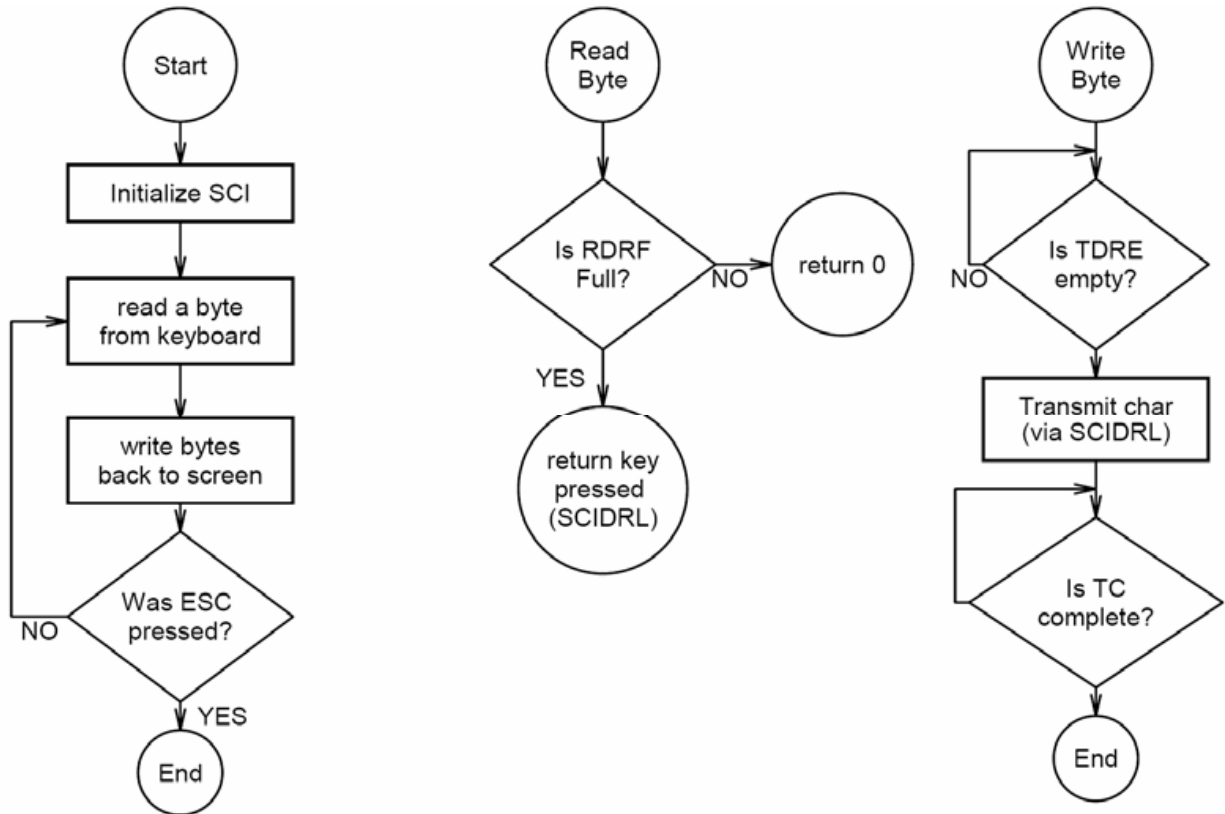 Start
Initialize SCI
read a byte
from keyboard
write bytes
back to screen
Was ESC
pressed?
NO
YES
End
Read
Byte
Is RDRF
Full?
NO
return 0
YES
return key
pressed
(SCIDRL)
Write
Byte
Is TDRE
empty?
NO
Transmit char
(via SCIDRL)
Is TC
complete?
End